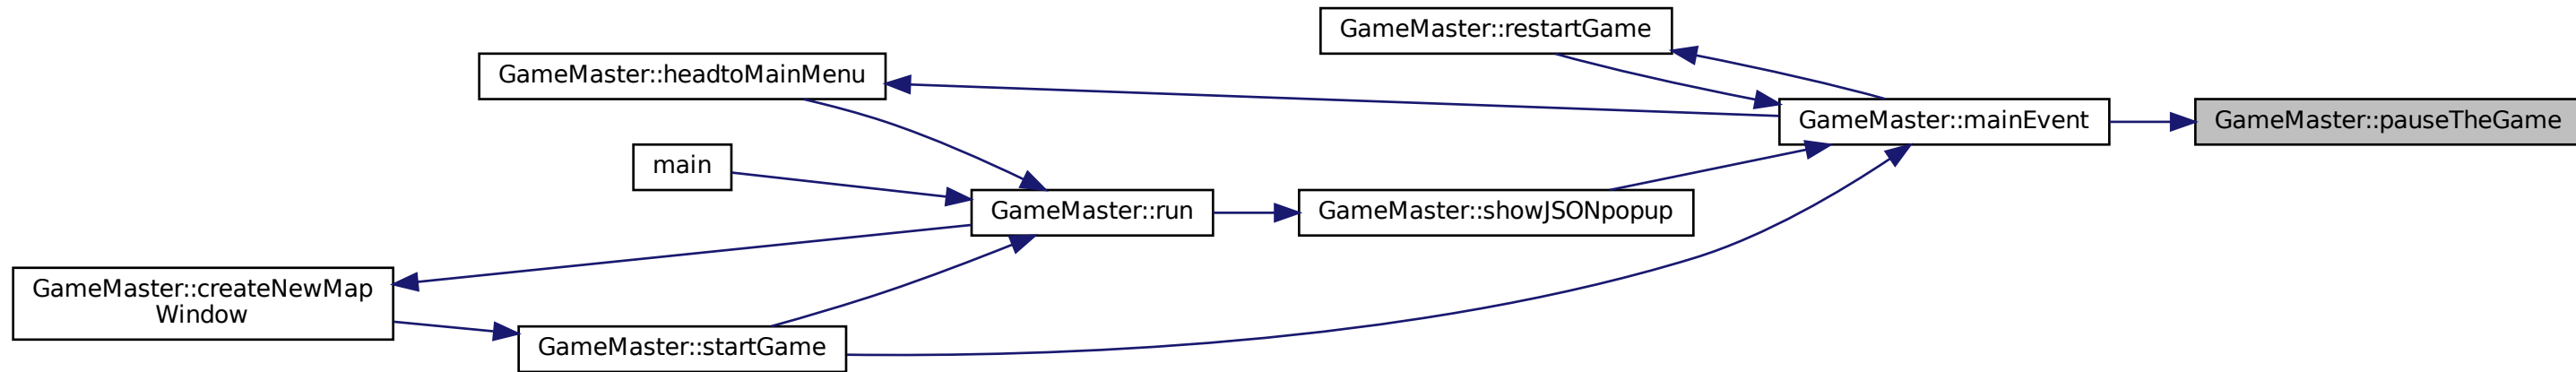 GameMaster::restartGame
GameMaster::headtoMainMenu
GameMaster::mainEvent
GameMaster::pauseTheGame
main
GameMaster::run
GameMaster::showJSONpopup
GameMaster::createNewMap
Window
GameMaster::startGame